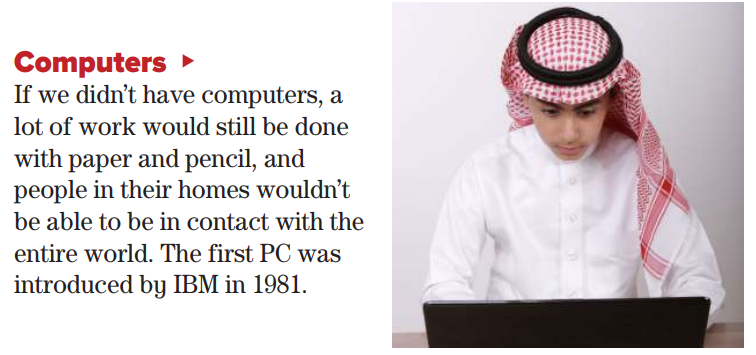 Computers ▶
If we didn’t have computers, a
lot of work would still be done
with paper and pencil, and
people in their homes wouldn’t
be able to be in contact with the
entire world. The first PC was
introduced by IBM in 1981.